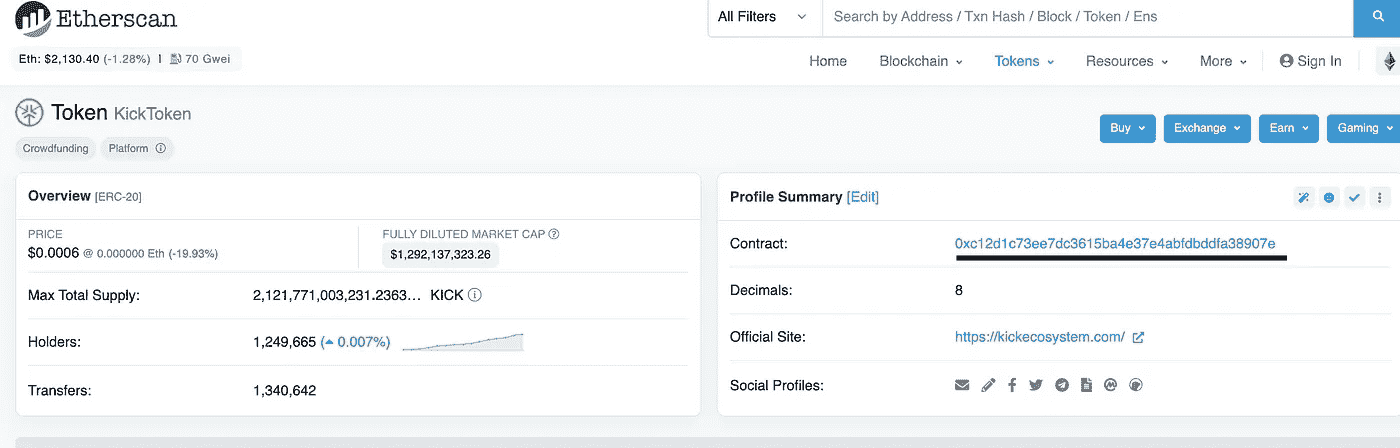 Etherscan
All Filters
Search by Address / Txn Hash / Block / Token / Ens
Eth: $2,130.40 (-1.28%) | 70 Gwei
Home Blockchain Tokens Resources More Sign In
Token KickToken
Crowdfunding Platform
Buy Exchange Earn Gaming
Overview [ERC-20]
PRICE
$0.0006 @ 0.000000 Eth (-19.93%)
FULLY DILUTED MARKET CAP
$1,292,137,323.26
Max Total Supply: 2,121,771,003,231.2363... KICK
Holders: 1,249,665 (0.007%)
Transfers: 1,340,642
Profile Summary [Edit]
Contract: 0xc12d1c73ee7dc3615ba4e37e4abfdbddfa38907e
Decimals: 8
Official Site: https://kickecosystem.com/
Social Profiles: